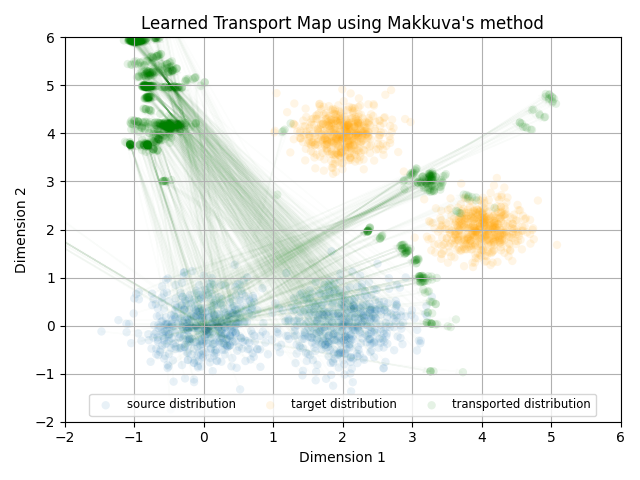 Learned Transport Map using Makkuva's method
6
5
4
3
2
1
0
−1
−2
Dimension 2
source distribution target distribution transported distribution
−2 −1 0 1 2 3 4 5 6
Dimension 1